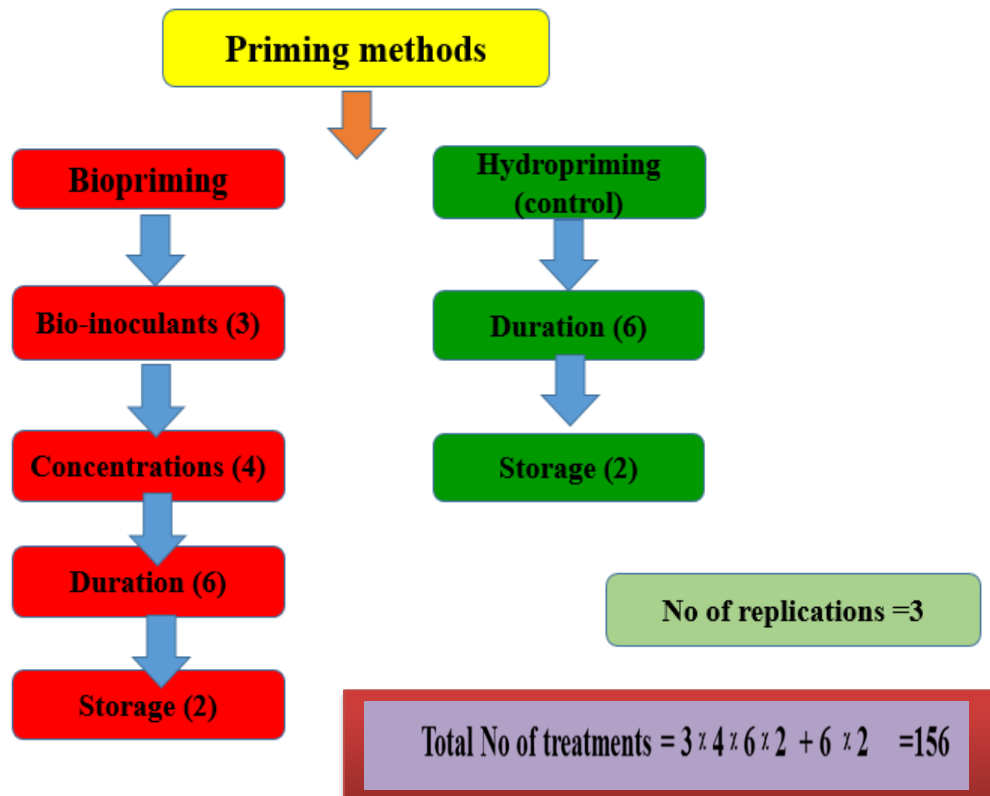 Priming methods
Biopriming
Bio-inoculants (3)
Concentrations (4)
Duration (6)
Storage (2)
Hydropriming
(control)
Duration (6)
Storage (2)
No of replications =3
Total No of treatments = 3 × 4 × 6 × 2 + 6 × 2 =156